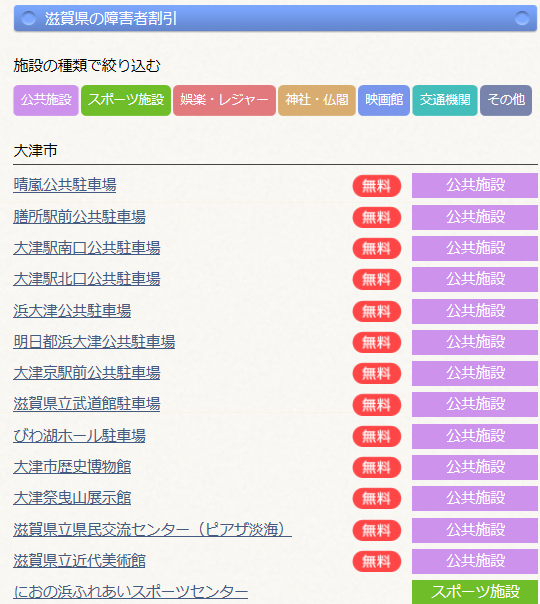 滋賀県の障害者割引
施設の種類で絞り込む
公共施設 スポーツ施設 娯楽・レジャー 神社・仏閣 映画館 交通機関 その他
大津市
晴嵐公共駐車場 無料 公共施設
膳所駅前公共駐車場 無料 公共施設
大津駅南口公共駐車場 無料 公共施設
大津駅北口公共駐車場 無料 公共施設
浜大津公共駐車場 無料 公共施設
明日都浜大津公共駐車場 無料 公共施設
大津京駅前公共駐車場 無料 公共施設
滋賀県立武道館駐車場 無料 公共施設
びわ湖ホール駐車場 無料 公共施設
大津市歴史博物館 無料 公共施設
大津祭曳山展示館 無料 公共施設
滋賀県立県民交流センター（ピアザ淡海） 無料 公共施設
滋賀県立近代美術館 無料 公共施設
におの浜ふれあいスポーツセンター スポーツ施設